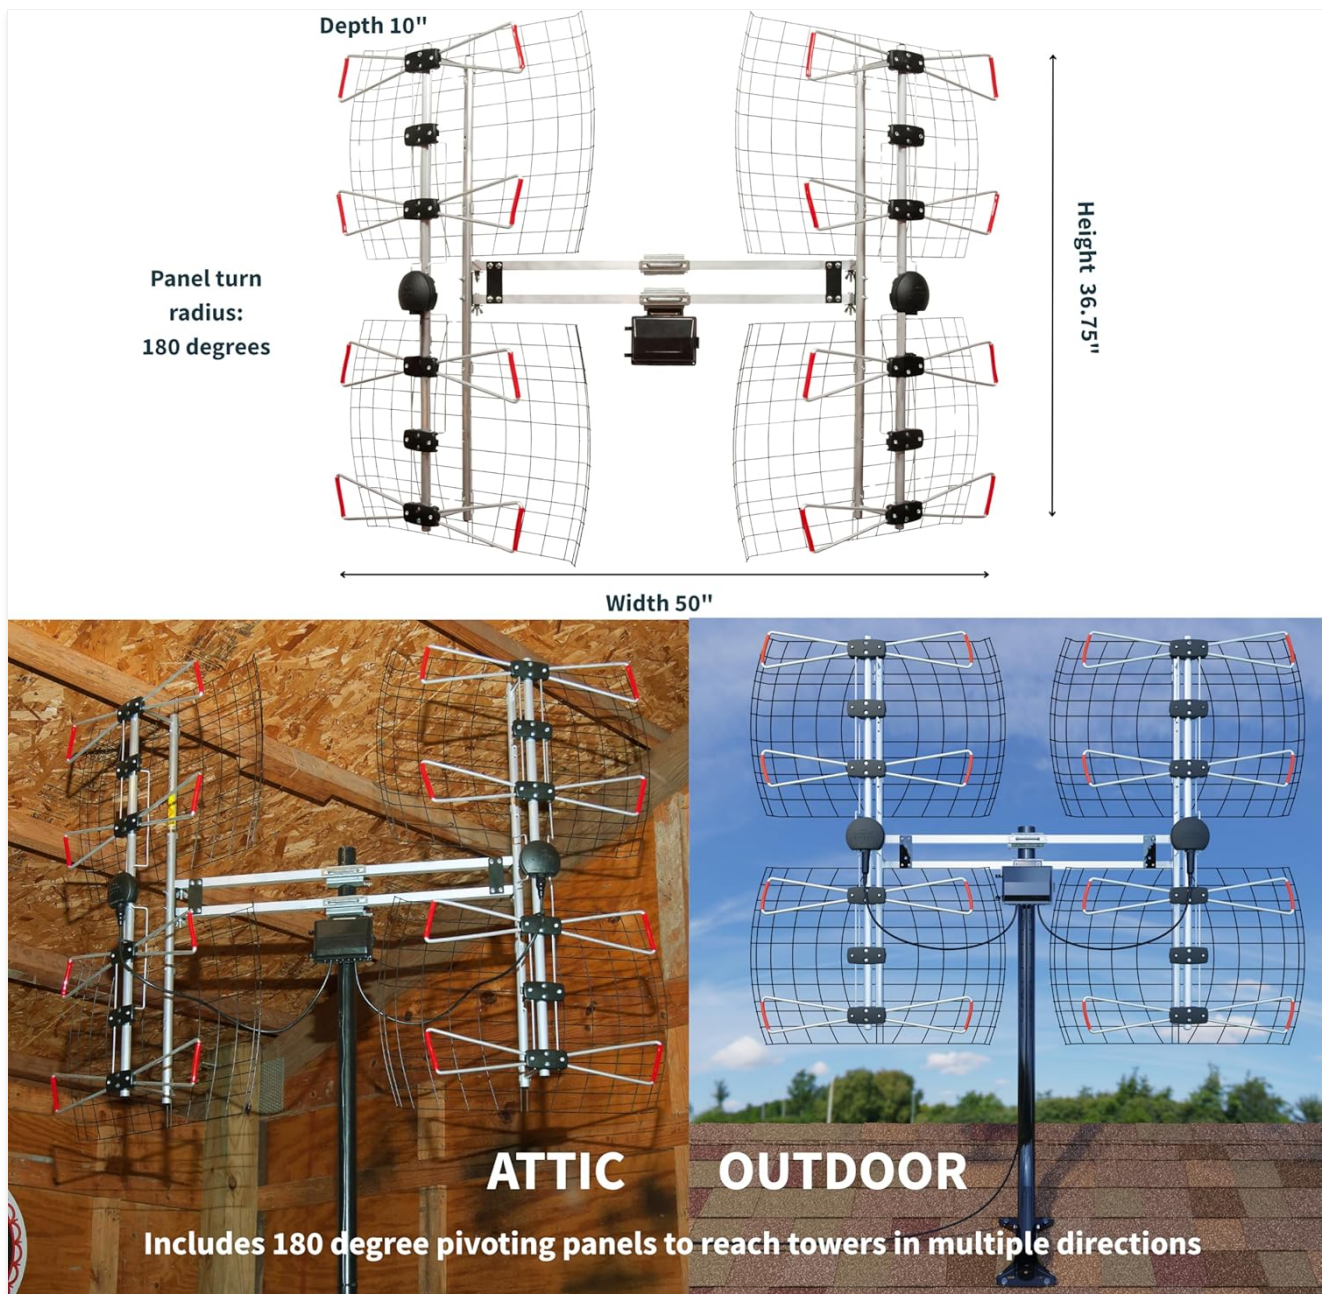 Depth 10"
Height 36.75"
Panel turn
radius:
180 degrees
Width 50"
ATTIC
OUTDOOR
Includes 180 degree pivoting panels to reach towers in multiple directions